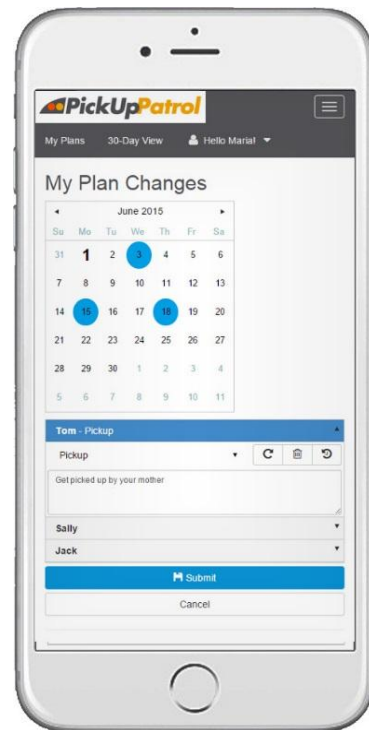 PickUpPatrol
My Plans 30-Day View Hello Maria!
My Plan Changes
June 2015
Su Mo Tu We Th Fr Sa
31 1 2 3 4 5 6
7 8 9 10 11 12 13
14 15 16 17 18 19 20
21 22 23 24 25 26 27
28 29 30 1 2 3 4
5 6 7 8 9 10 11
Tom - Pickup
Pickup
Get picked up by your mother
Sally
Jack
Submit
Cancel